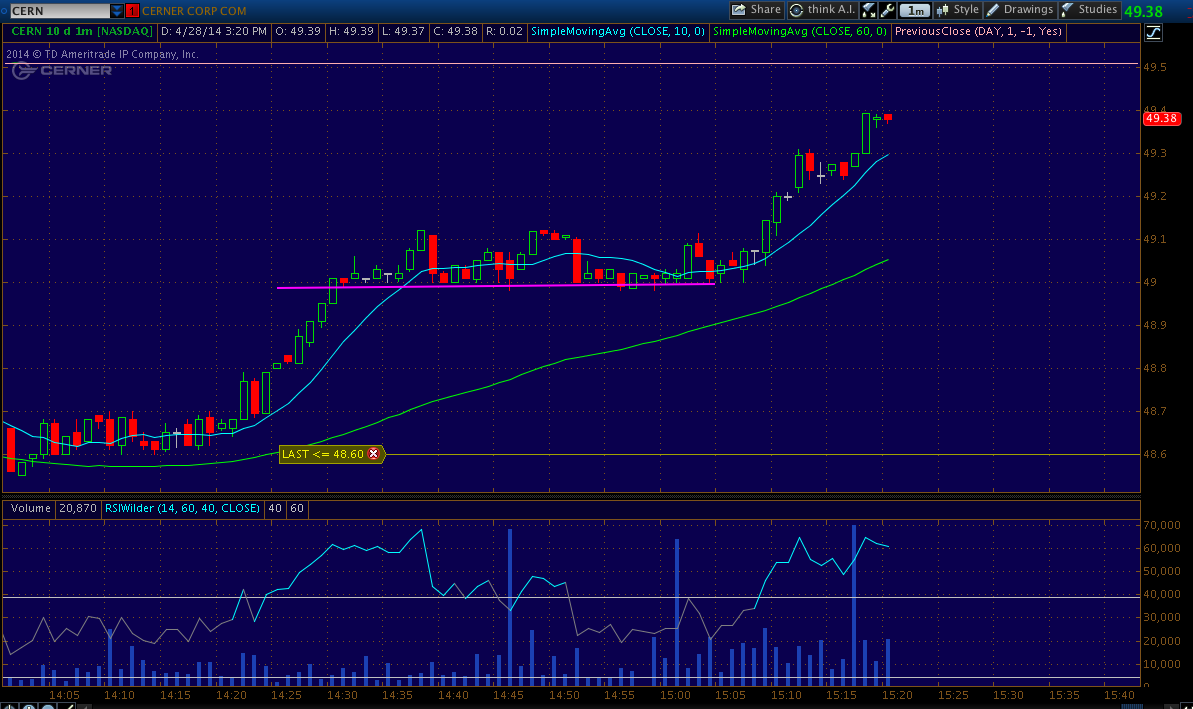 CERN 1 CERNER CORP COM Share think A.I. 1m Style Drawings Studies 49.38
CERN 10 d 1m [NASDAQ] D: 4/28/14 3:20 PM O: 49.39 H: 49.39 L: 49.37 C: 49.38 R: 0.02 SimpleMovingAvg (CLOSE, 10, 0) SimpleMovingAvg (CLOSE, 60, 0) PreviousClose (DAY, 1, -1, Yes)
2014 © TD Ameritrade IP Company, Inc.
CERNER
49.5
49.4
49.38
49.3
49.2
49.1
49
48.9
48.8
48.7
LAST <= 48.60
48.6
Volume 20,870 RSIWilder (14, 60, 40, CLOSE) 40 60
70,000
60,000
50,000
40,000
30,000
20,000
10,000
0
14:05 14:10 14:15 14:20 14:25 14:30 14:35 14:40 14:45 14:50 14:55 15:00 15:05 15:10 15:15 15:20 15:25 15:30 15:35 15:40